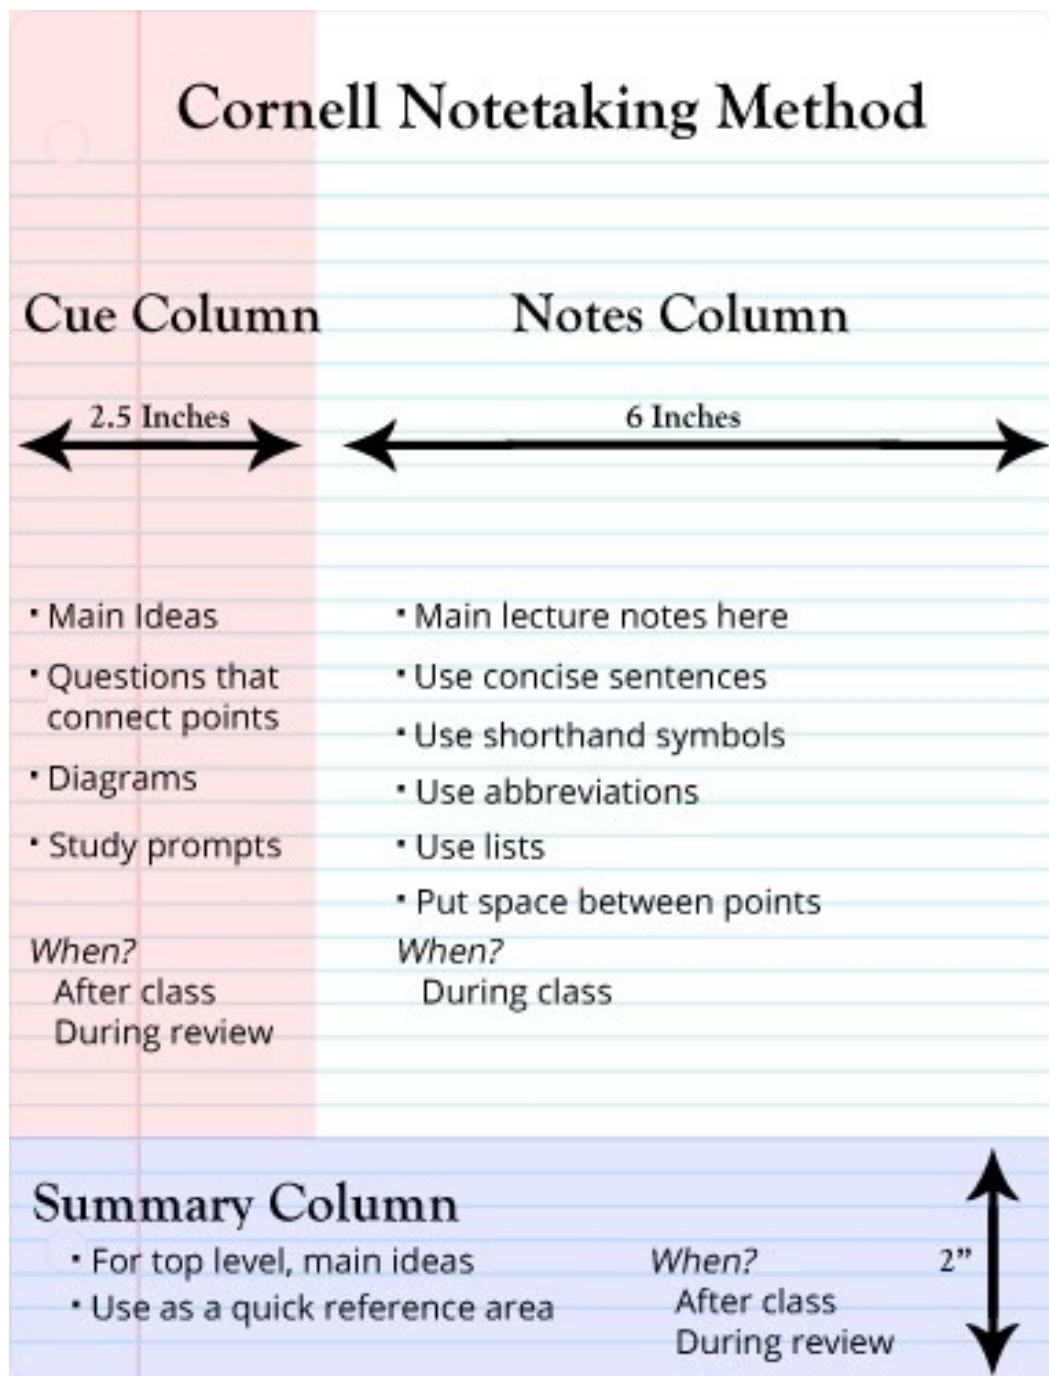 Cornell Notetaking Method
Cue Column
2.5 Inches
· Main Ideas
· Questions that
connect points
· Diagrams
· Study prompts
When?
After class
During review
Notes Column
6 Inches
· Main lecture notes here
· Use concise sentences
· Use shorthand symbols
· Use abbreviations
· Use lists
· Put space between points
When?
During class
Summary Column
· For top level, main ideas
· Use as a quick reference area
When?
After class
During review
2”